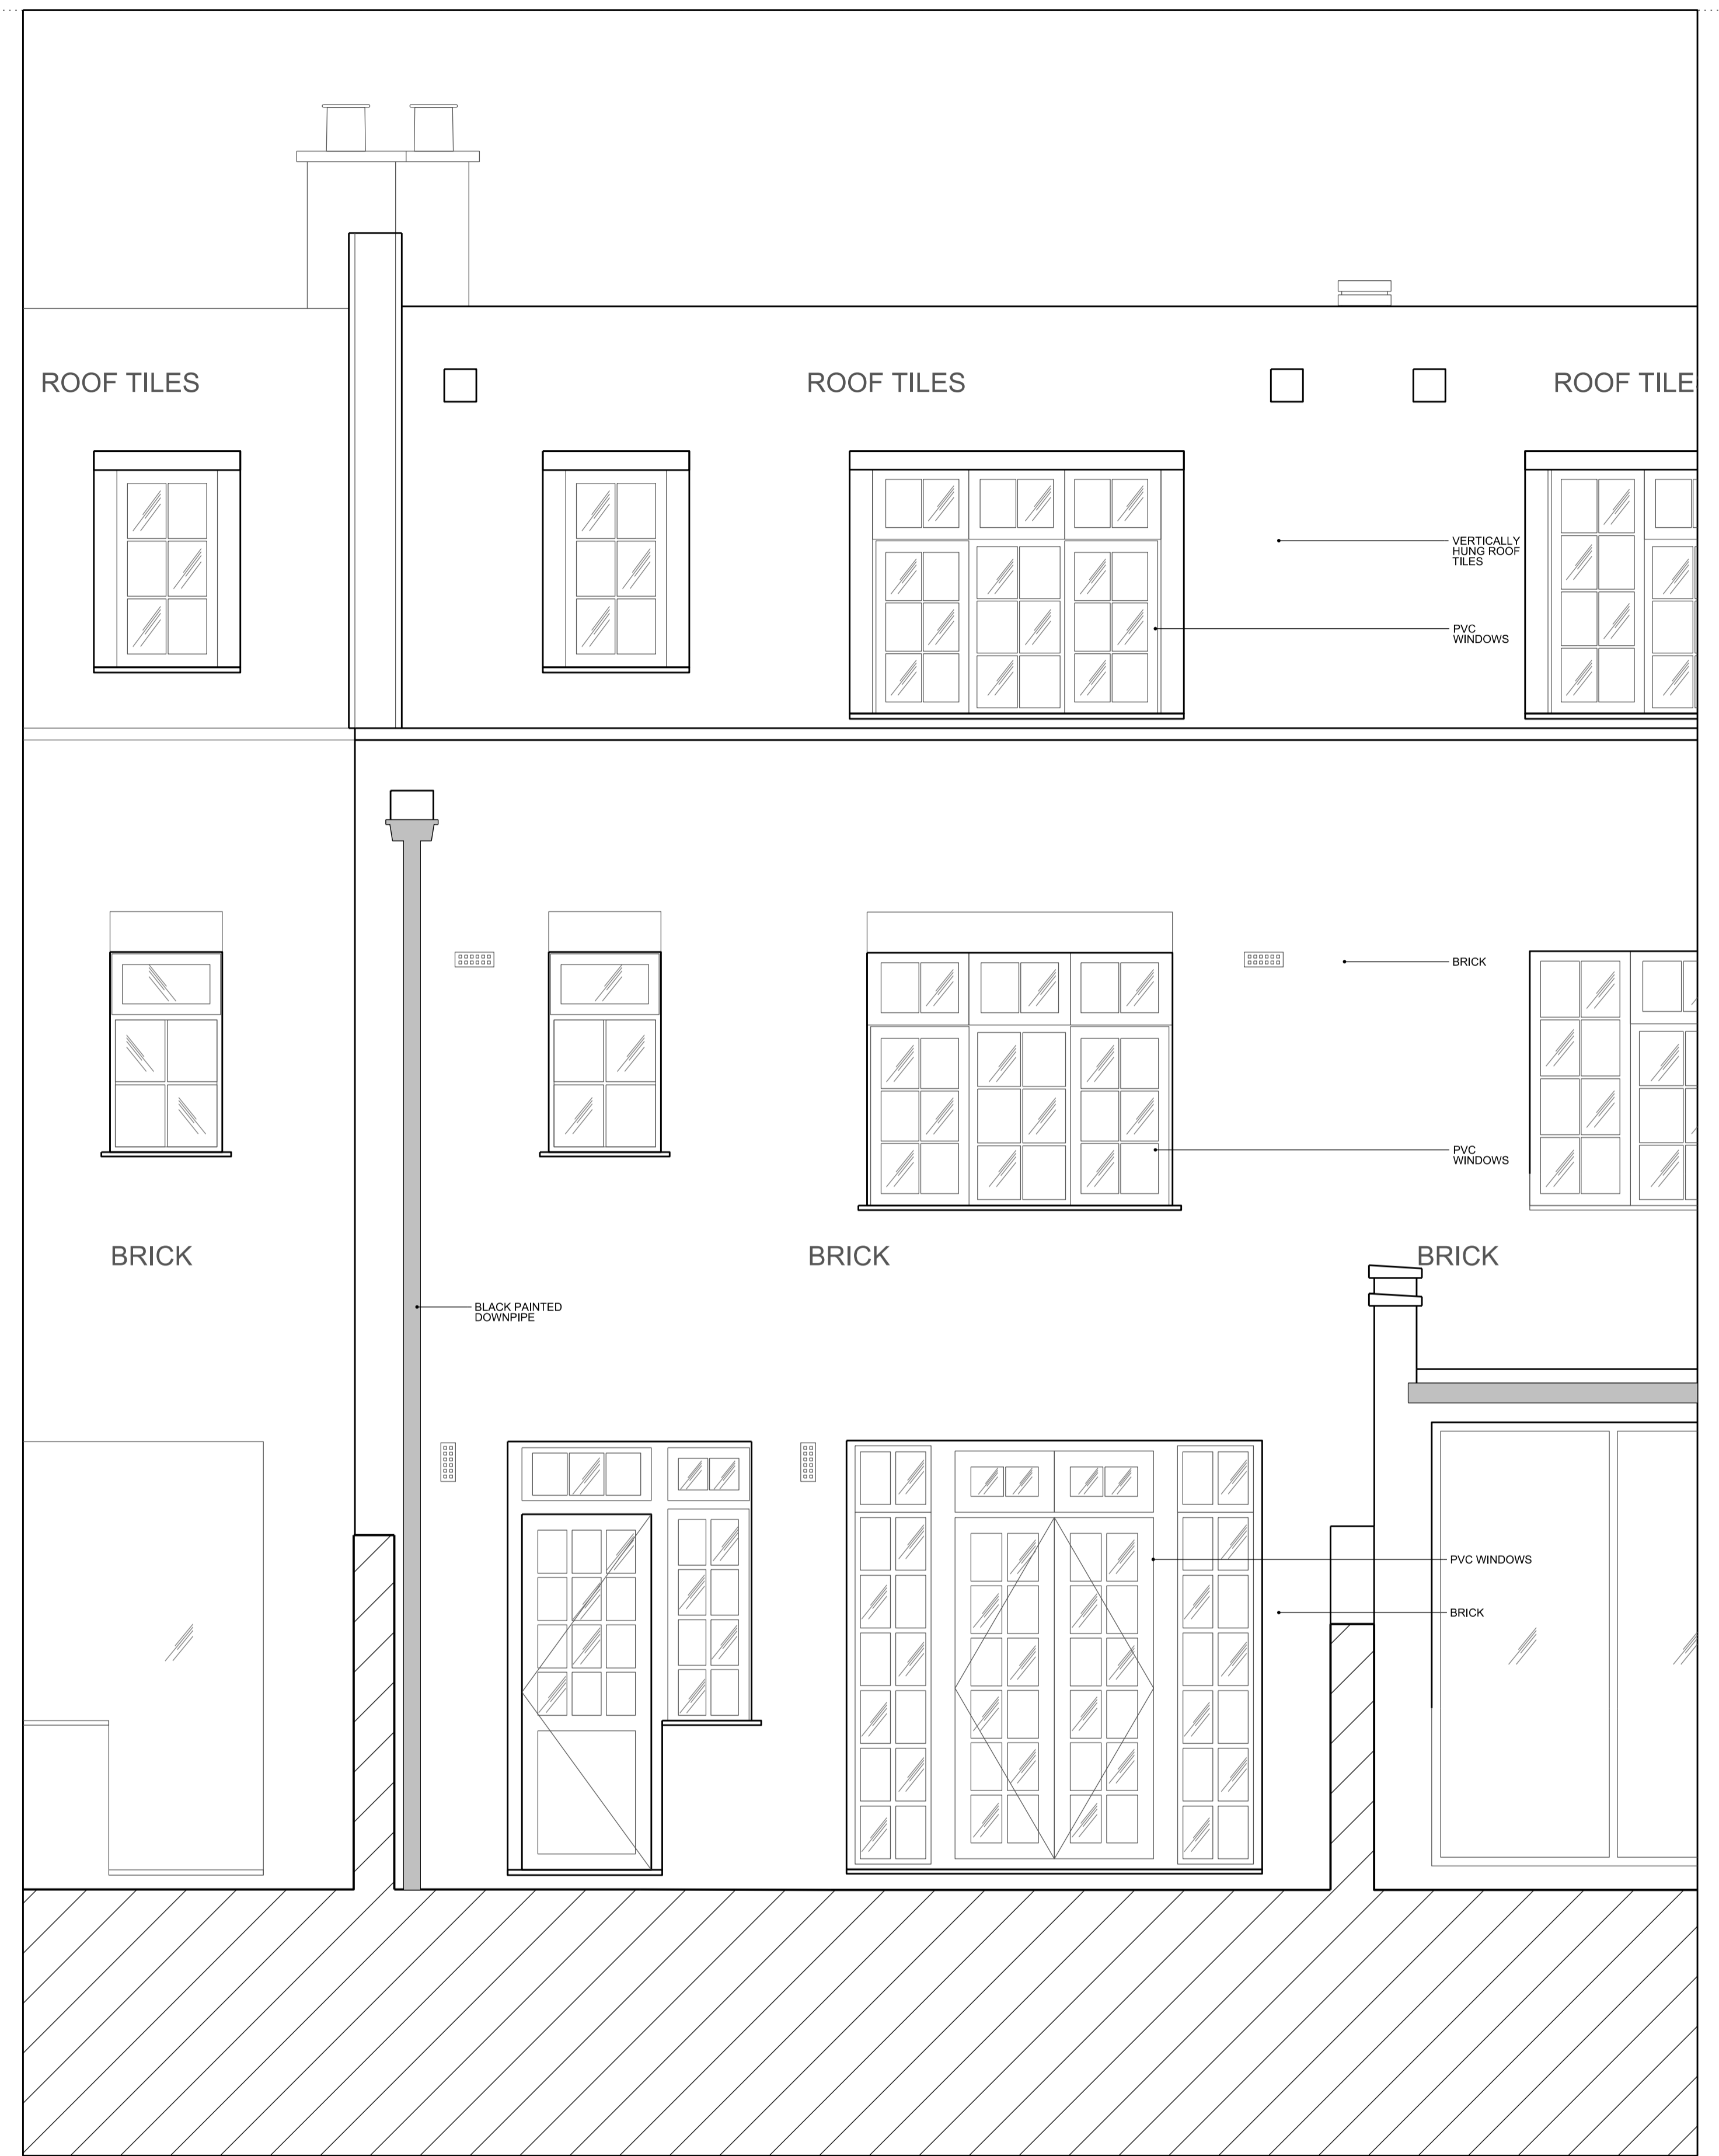 ROOF TILES
ROOF TILES
ROOF TILE
VERTICALLY
HUNG ROOF
TILES
PVC
WINDOWS
BRICK
PVC
WINDOWS
BRICK
BRICK
BRICK
BLACK PAINTED
DOWNPIPE
PVC WINDOWS
BRICK